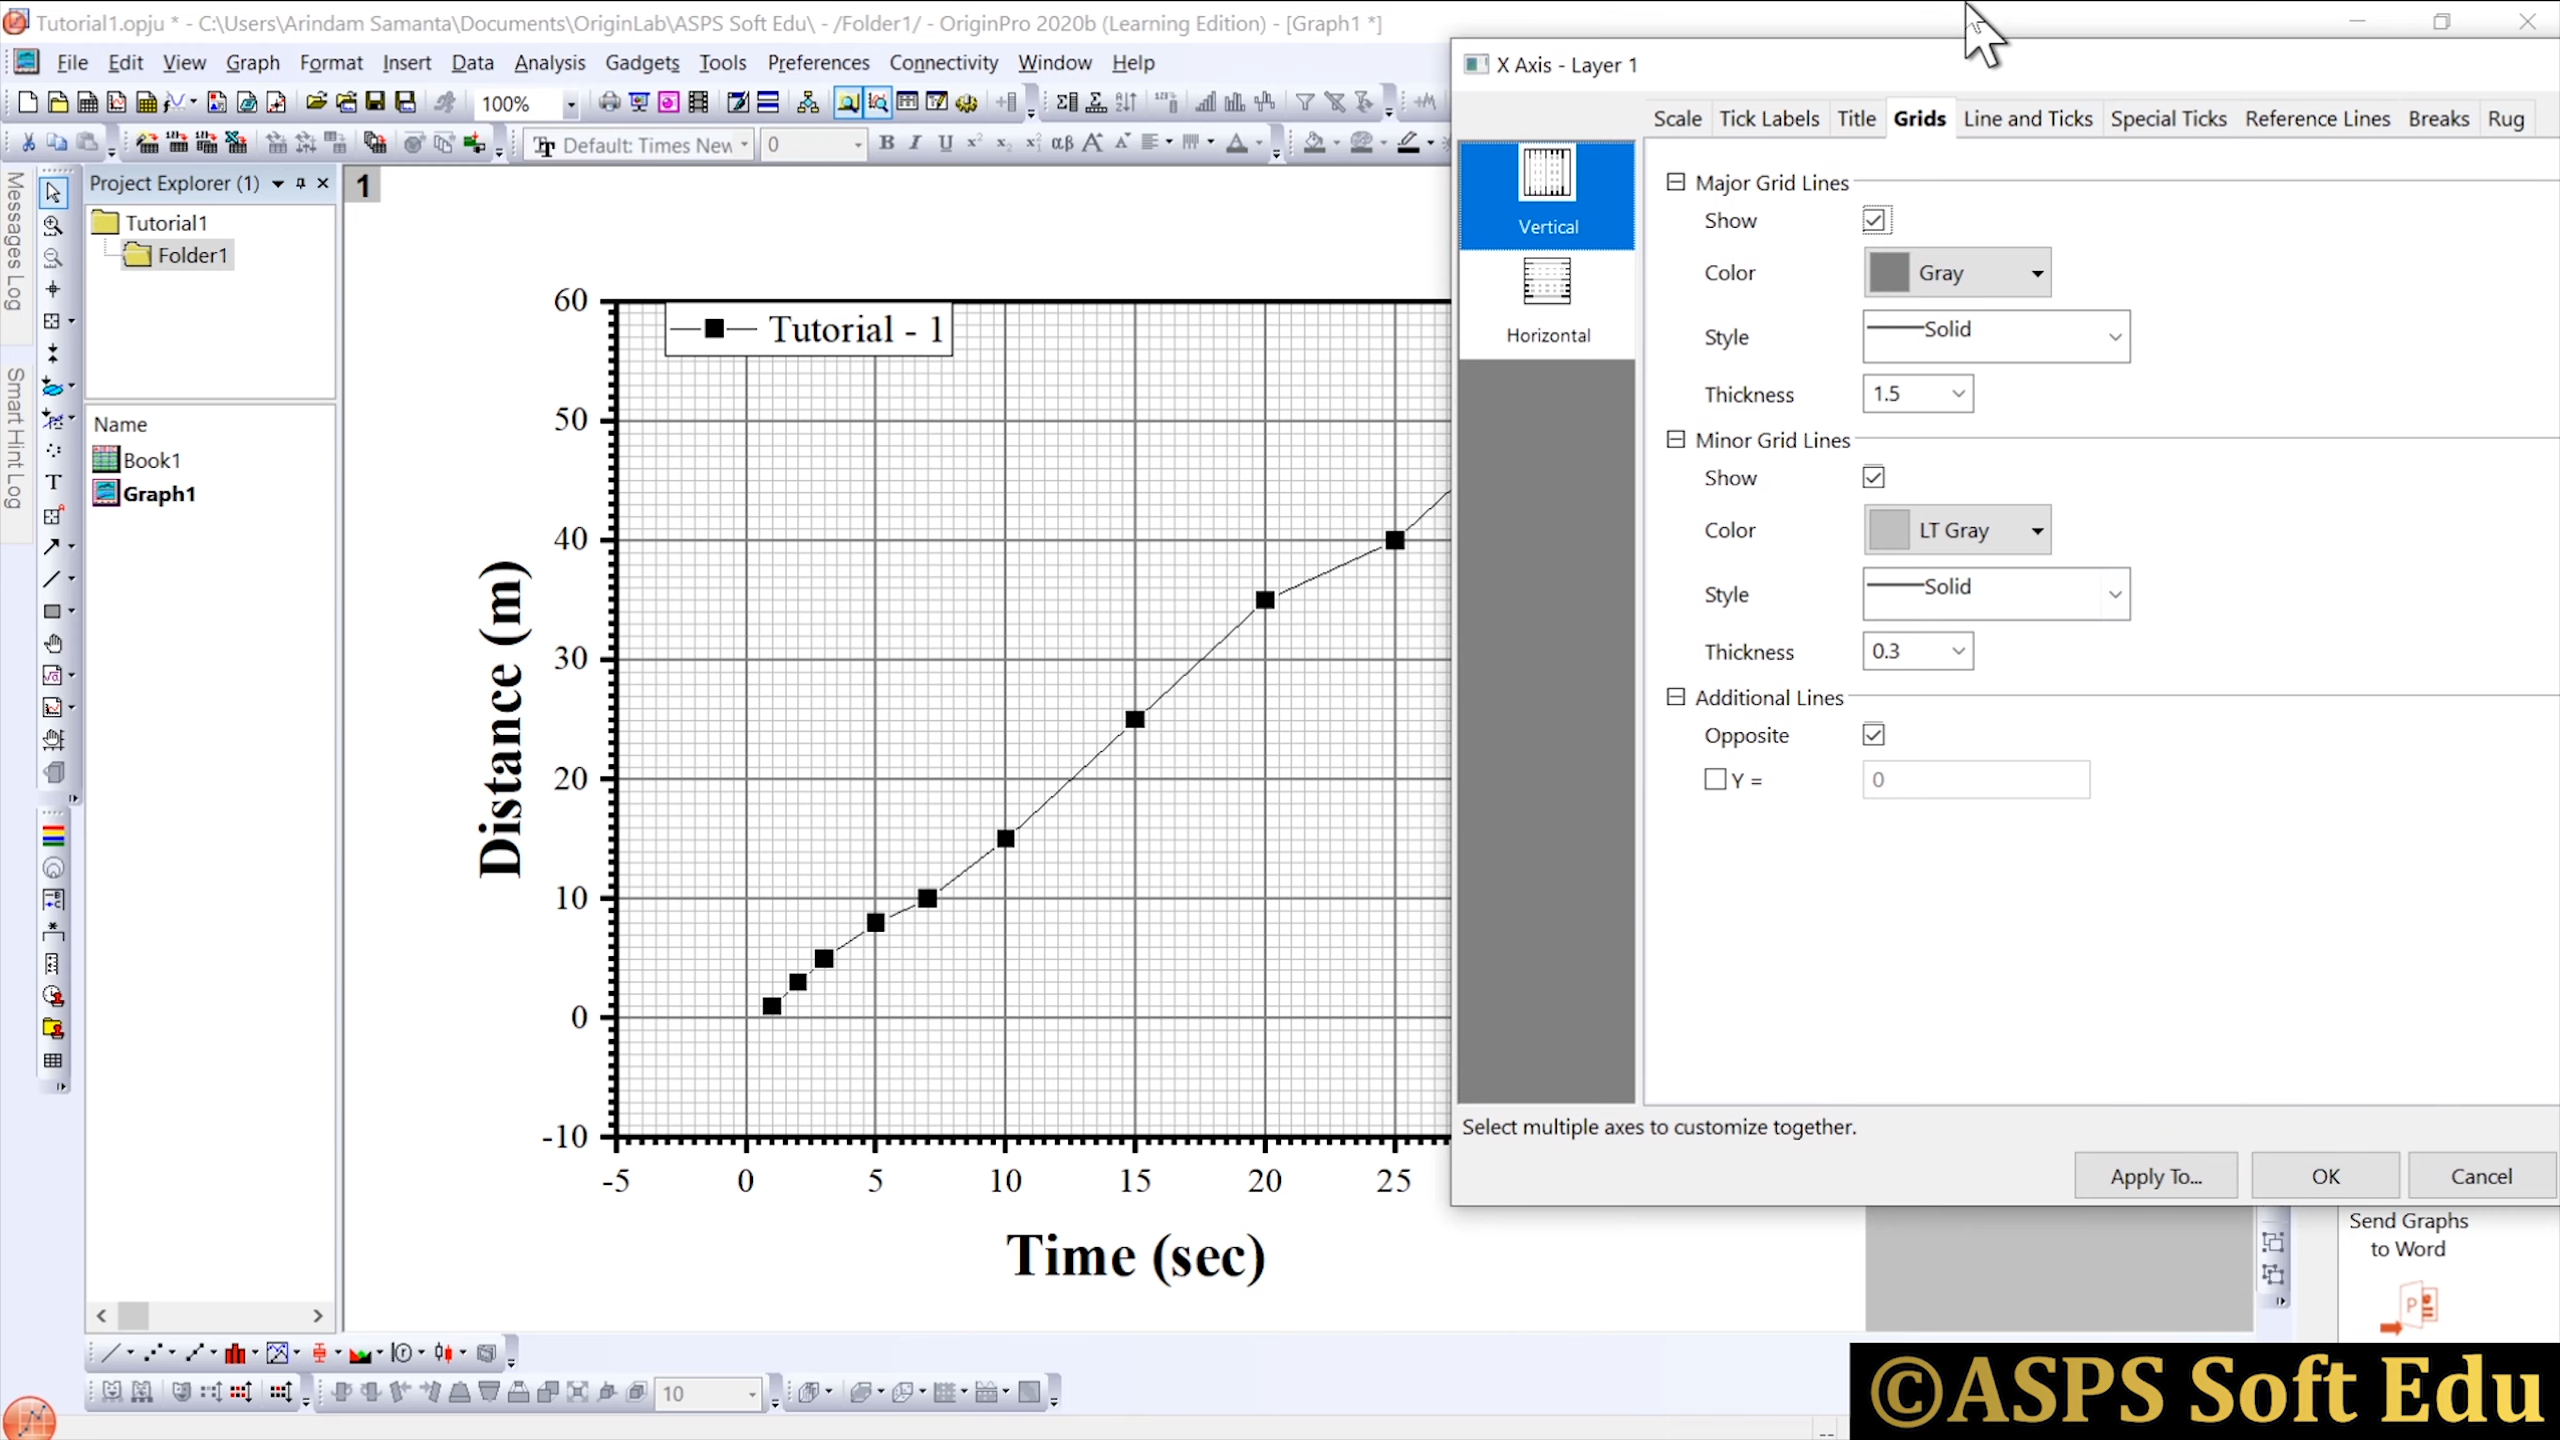 Tutorial1.opju * - C:\Users\Arindam Samanta\Documents\OriginLab\ASPS Soft Edu\ - /Folder1/ - OriginPro 2020b (Learning Edition) - [Graph1 *]
File Edit View Graph Format Insert Data Analysis Gadgets Tools Preferences Connectivity Window Help
100%
Default: Times New 0 B I U
Messages Log
Smart Hint Log
Project Explorer (1)
Tutorial1
Folder1
Name
Book1
Graph1
1
Tutorial - 1
60
50
40
30
20
10
0
-10
Distance (m)
-5 0 5 10 15 20 25
Time (sec)
X Axis - Layer 1
Scale Tick Labels Title Grids Line and Ticks Special Ticks Reference Lines Breaks Rug
Vertical
Horizontal
Major Grid Lines
Show
Color Gray
Style Solid
Thickness 1.5
Minor Grid Lines
Show
Color LT Gray
Style Solid
Thickness 0.3
Additional Lines
Opposite
Y = 0
Select multiple axes to customize together.
Apply To... OK Cancel
Send Graphs
to Word
10
©ASPS Soft Edu